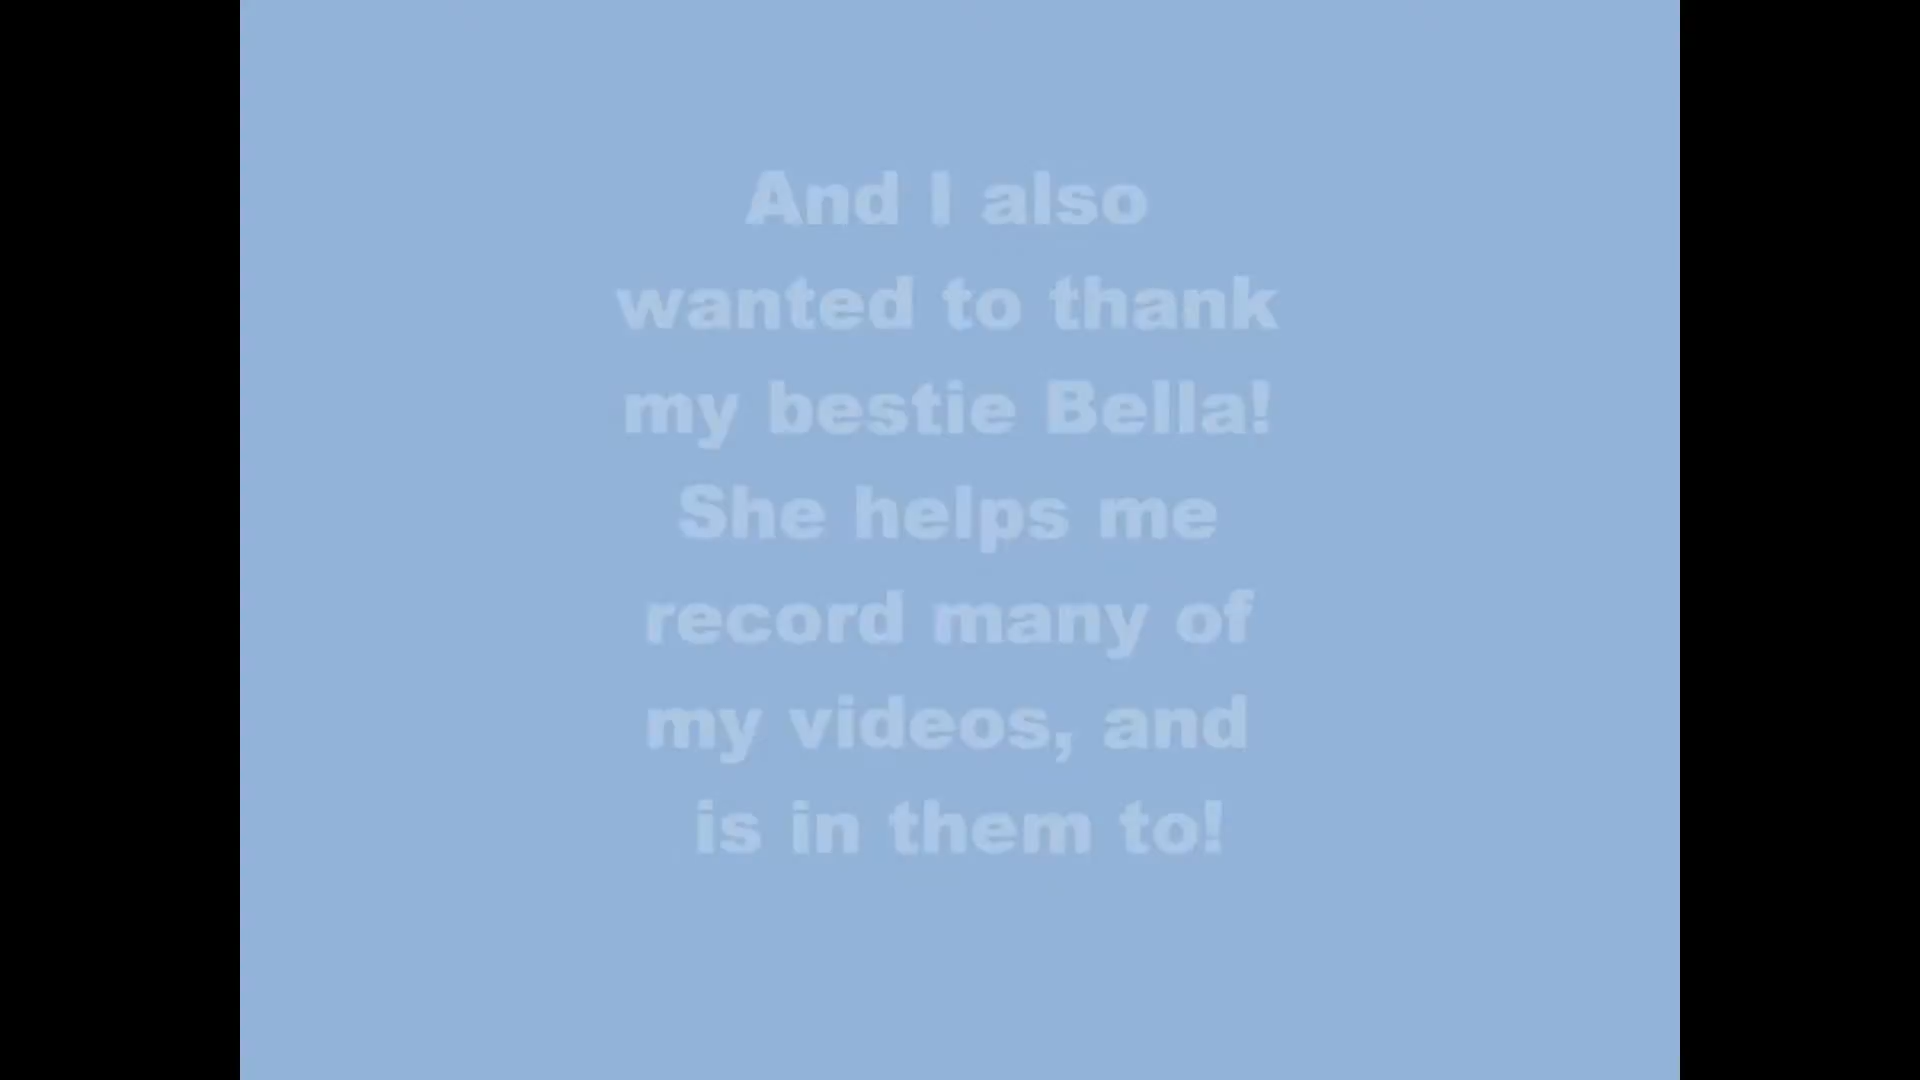 And I also
wanted to thank
my bestie Bella!
She helps me
record many of
my videos, and
is in them to!